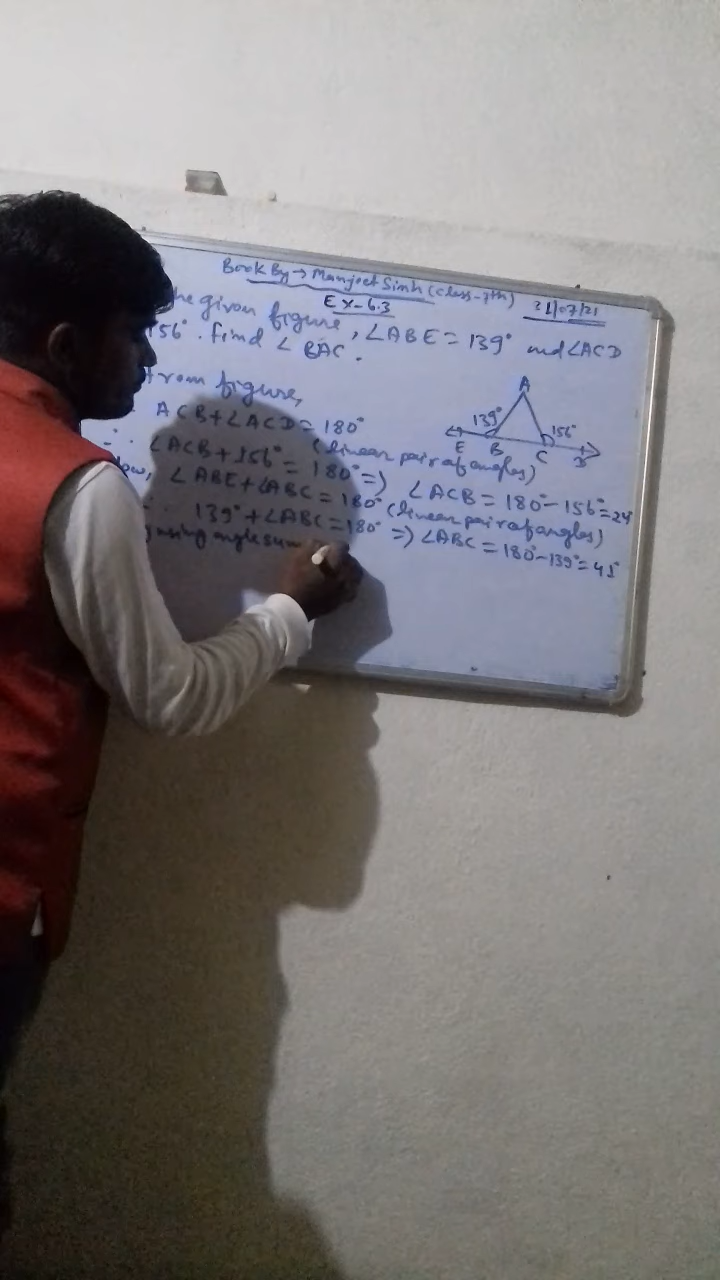 Book By → Manjeet Sinh (Class-7th) 31/07/21
Ex-6.3
the given figure, ∠ABE = 139° and ∠ACD
156°. find ∠BAC.
from figure,
ACB+∠ACD = 180°
(linear pair of angles)
∴ ∠ACB+156° = 180° => ∠ACB = 180°-156°=24°
Now, ∠ABE+∠ABC = 180° (linear pair of angles)
∴ 139°+∠ABC = 180° => ∠ABC = 180°-139°=41°
using angle sum
A
139° 156°
E B C D